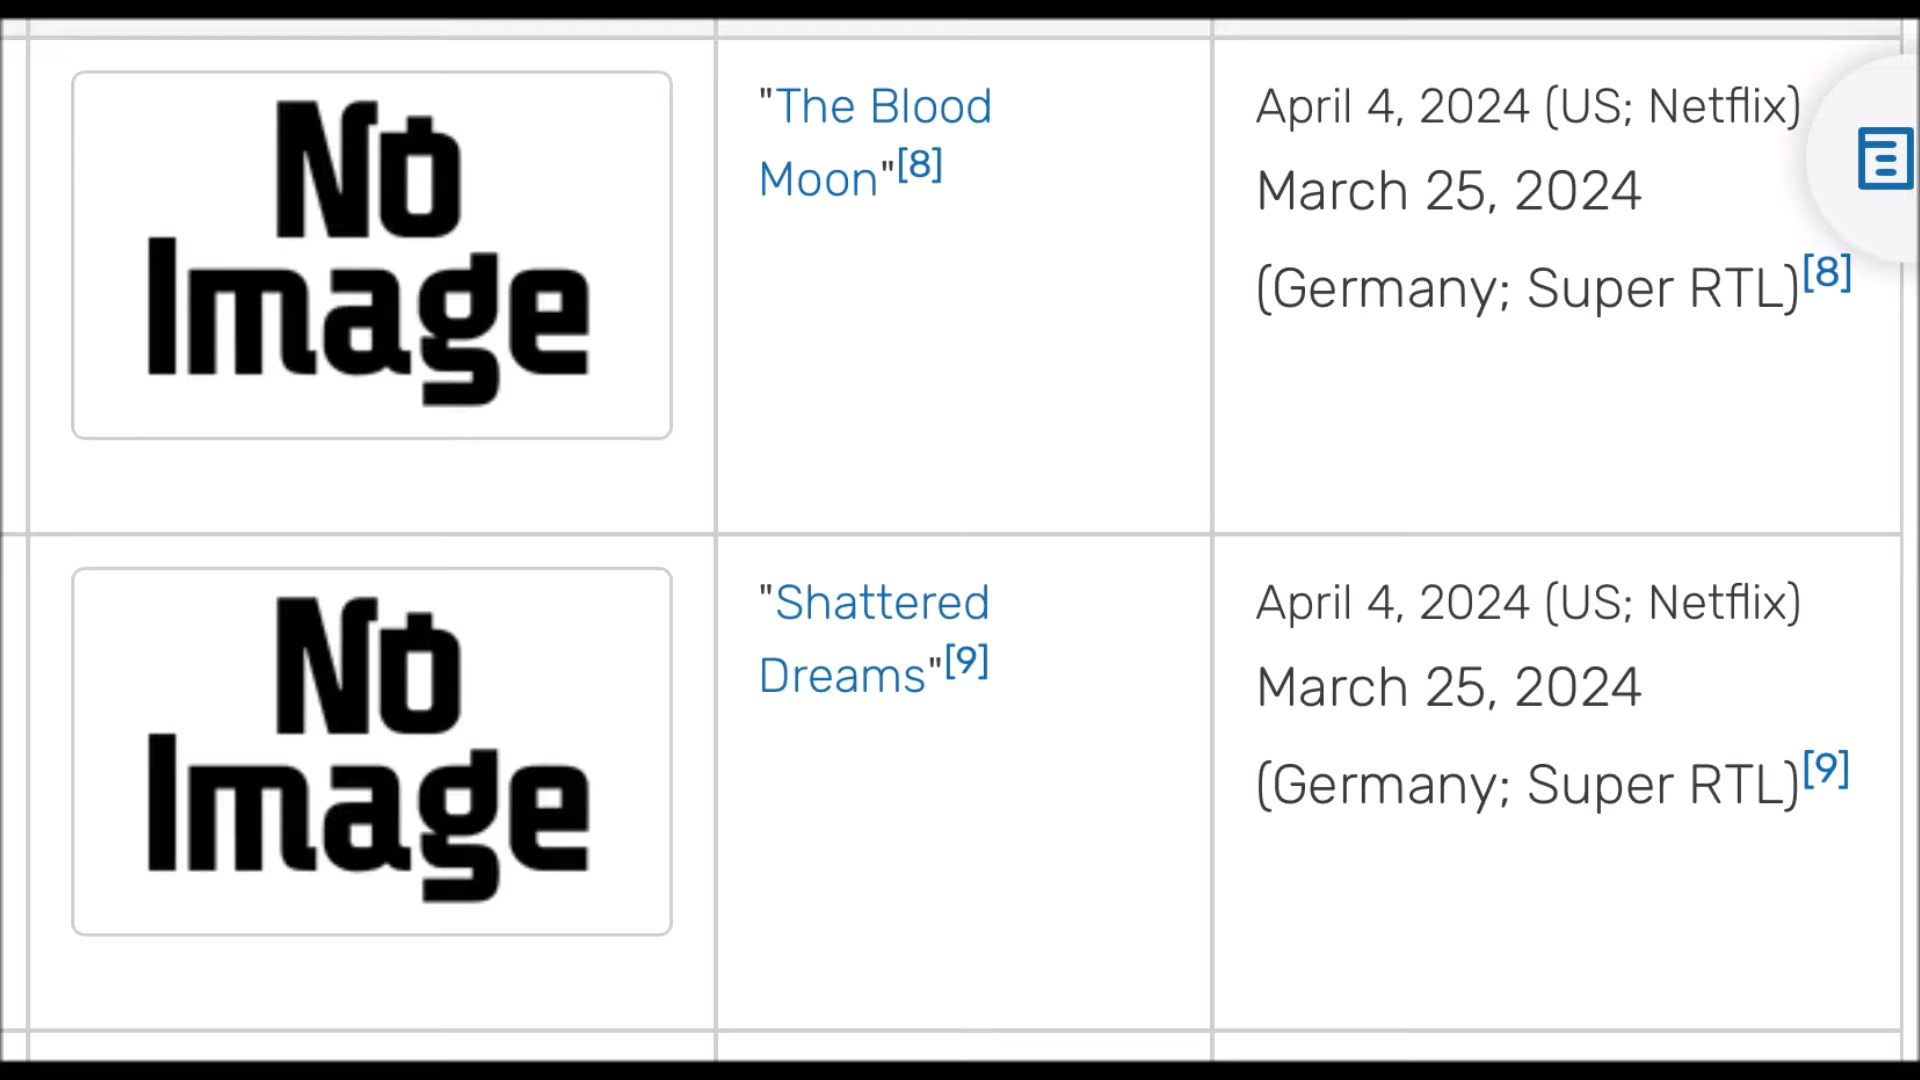 No
Image
"The Blood
Moon"[8]
April 4, 2024 (US; Netflix)
March 25, 2024
(Germany; Super RTL)[8]
No
Image
"Shattered
Dreams"[9]
April 4, 2024 (US; Netflix)
March 25, 2024
(Germany; Super RTL)[9]